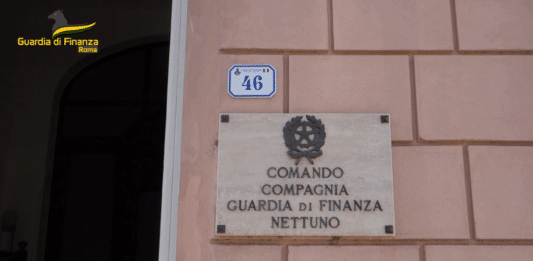 Guardia di Finanza
Roma
46
COMANDO
COMPAGNIA
GUARDIA DI FINANZA
NETTUNO